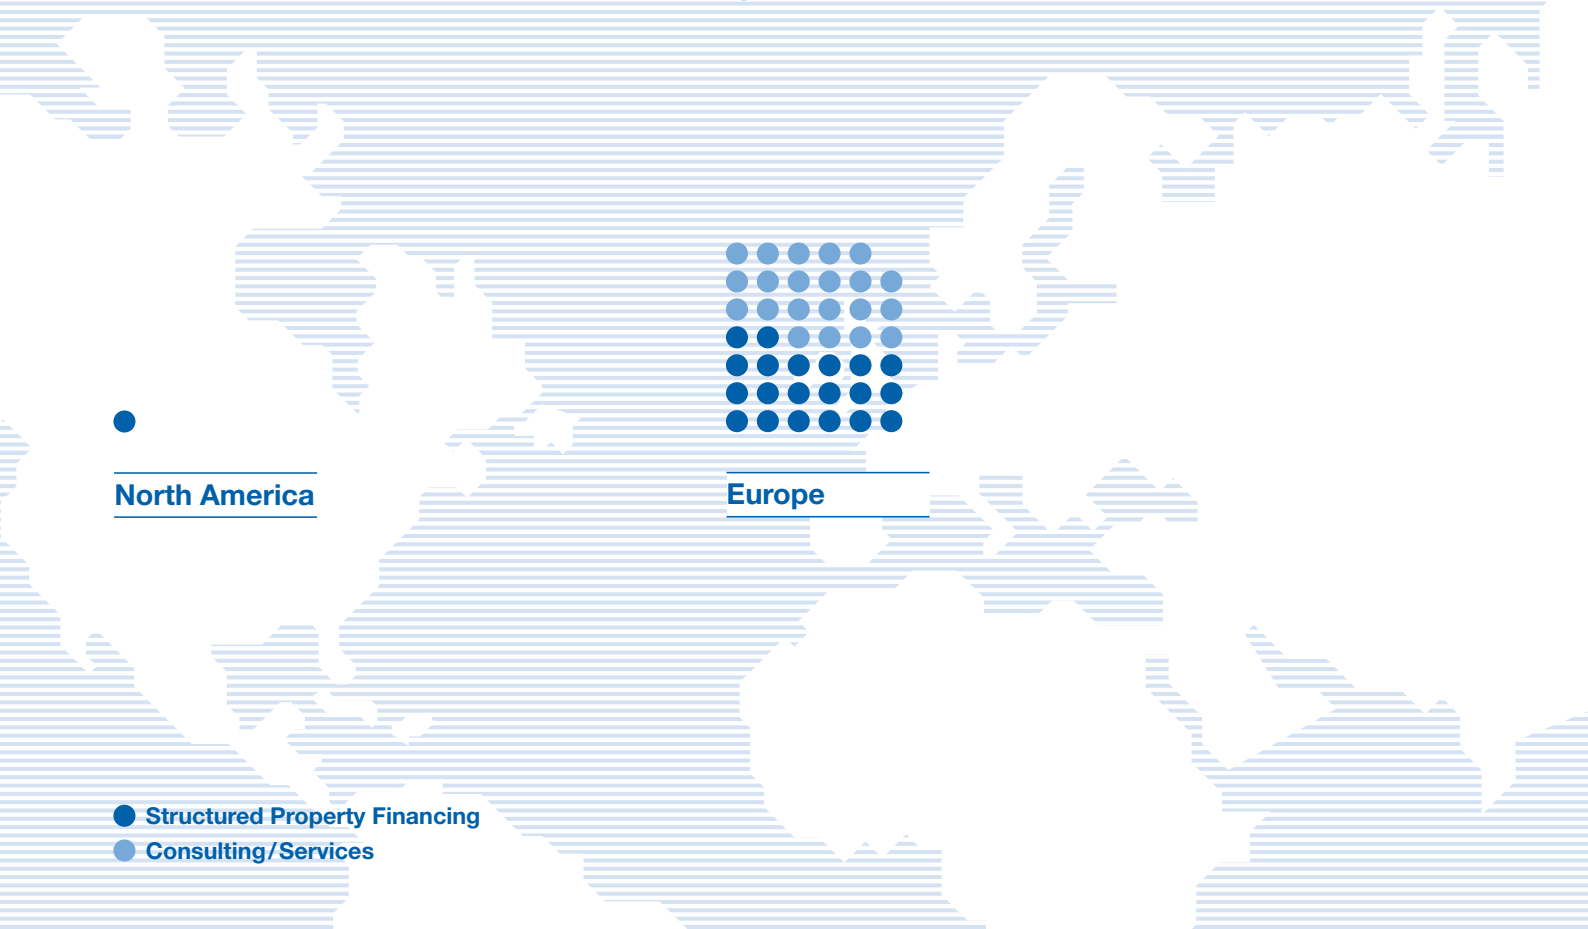 North America
Europe
Structured Property Financing
Consulting/Services